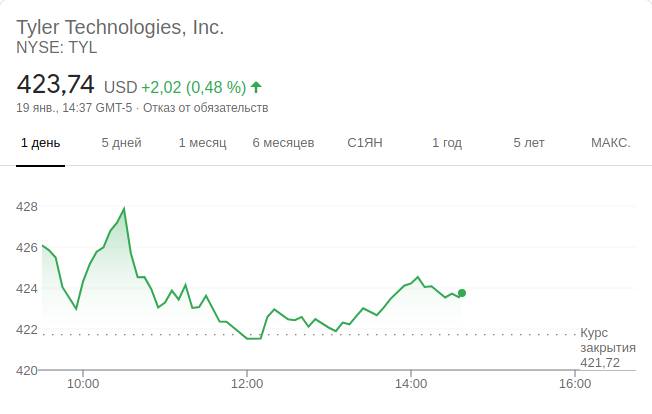 Tyler Technologies, Inc.
NYSE: TYL
423,74 USD +2,02 (0,48 %)
19 янв., 14:37 GMT-5 · Отказ от обязательств
1 день 5 дней 1 месяц 6 месяцев С1ЯН 1 год 5 лет МАКС.
428
426
424
422
420
Курс
закрытия
421,72
10:00 12:00 14:00 16:00